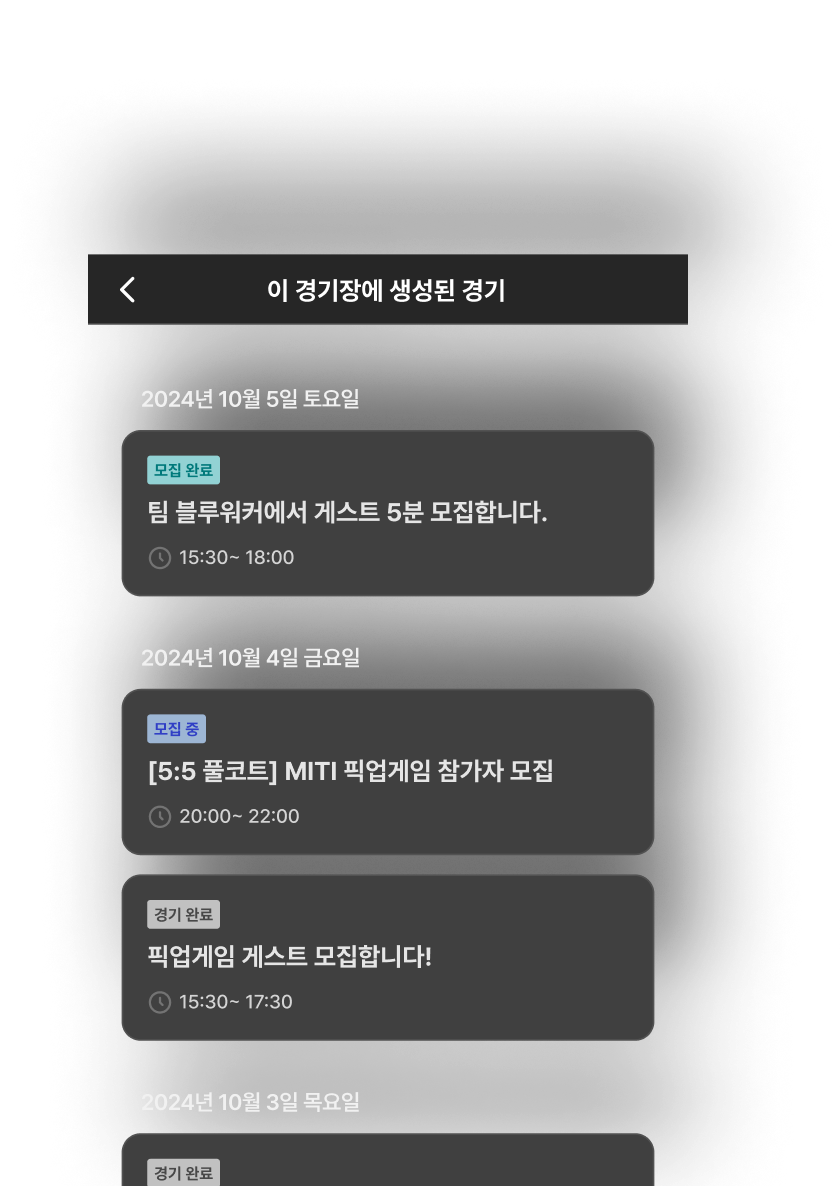 이 경기장에 생성된 경기
2024년 10월 5일 토요일
모집 완료
팀 블루워커에서 게스트 5분 모집합니다.
15:30~ 18:00
2024년 10월 4일 금요일
모집 중
[5:5 풀코트] MITI 픽업게임 참가자 모집
20:00~ 22:00
경기 완료
픽업게임 게스트 모집합니다!
15:30~ 17:30
2024년 10월 3일 목요일
경기 완료